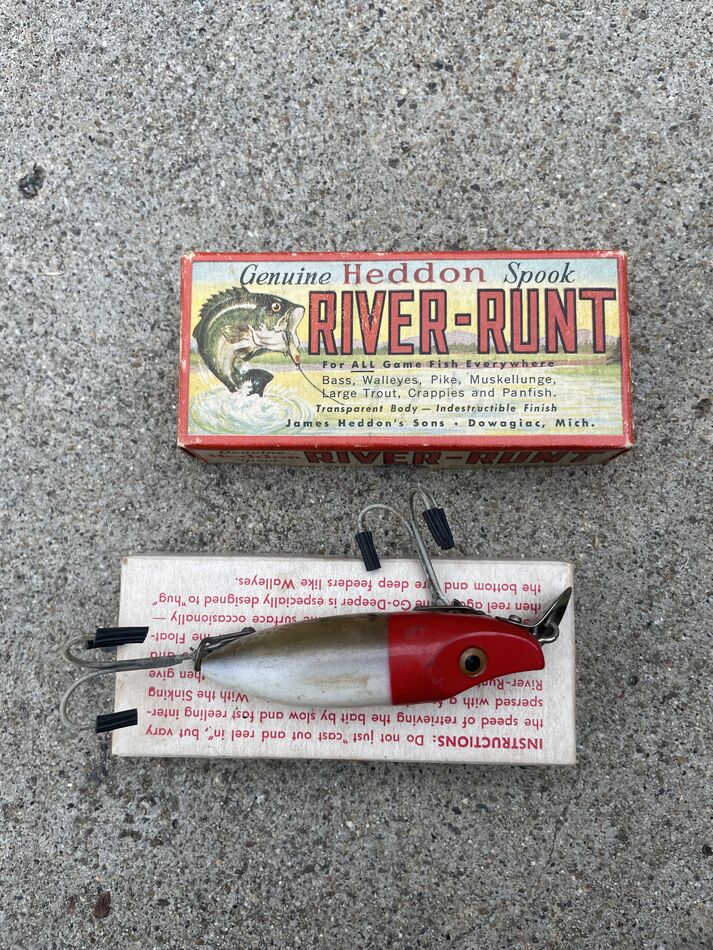 Genuine Heddon Spook
RIVER-RUNT
For ALL Game Fish Everywhere
Bass, Walleyes, Pike, Muskellunge,
Large Trout, Crappies and Panfish.
Transparent Body — Indestructible Finish
James Heddon's Sons • Dowagiac, Mich.
Genuine
RIVER-RUNT
INSTRUCTIONS: Do not just "cast out and reel in", but vary
the speed of retrieving the bait by slow and fast reeling inter-
spersed with a With the Sinking
River- then give
and
the Float-
surface occasionally —
then reel Go-Deeper is especially designed to "hug"
the bottom and are deep feeders like Walleyes.